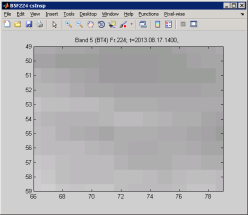 BSF224 cslnsp
File Edit View Insert Tools Desktop Window Help Functions Pixel-wise
Band 5 (BT4) Fr.224; t=2013.08.17.1400,
49
50
51
52
53
54
55
56
57
58
59
66 68 70 72 74 76 78